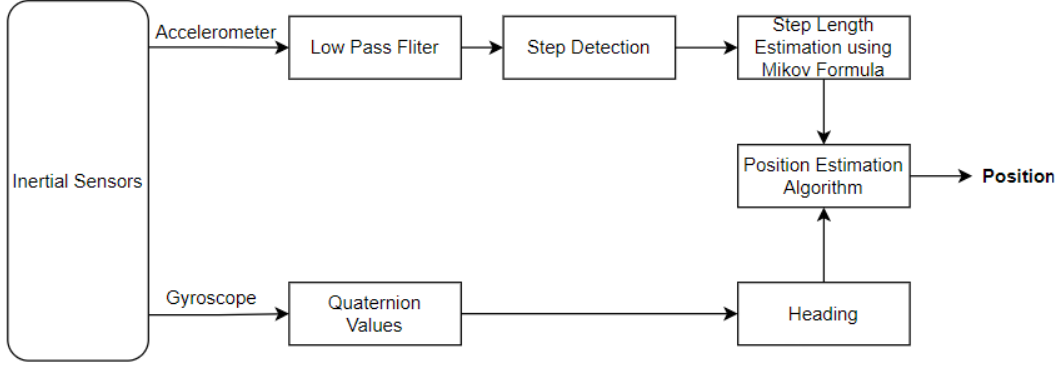 Accelerometer
Low Pass Fliter
Step Detection
Step Length
Estimation using
Mikov Formula
Inertial Sensors
Position Estimation
Algorithm
Position
Gyroscope
Quaternion
Values
Heading